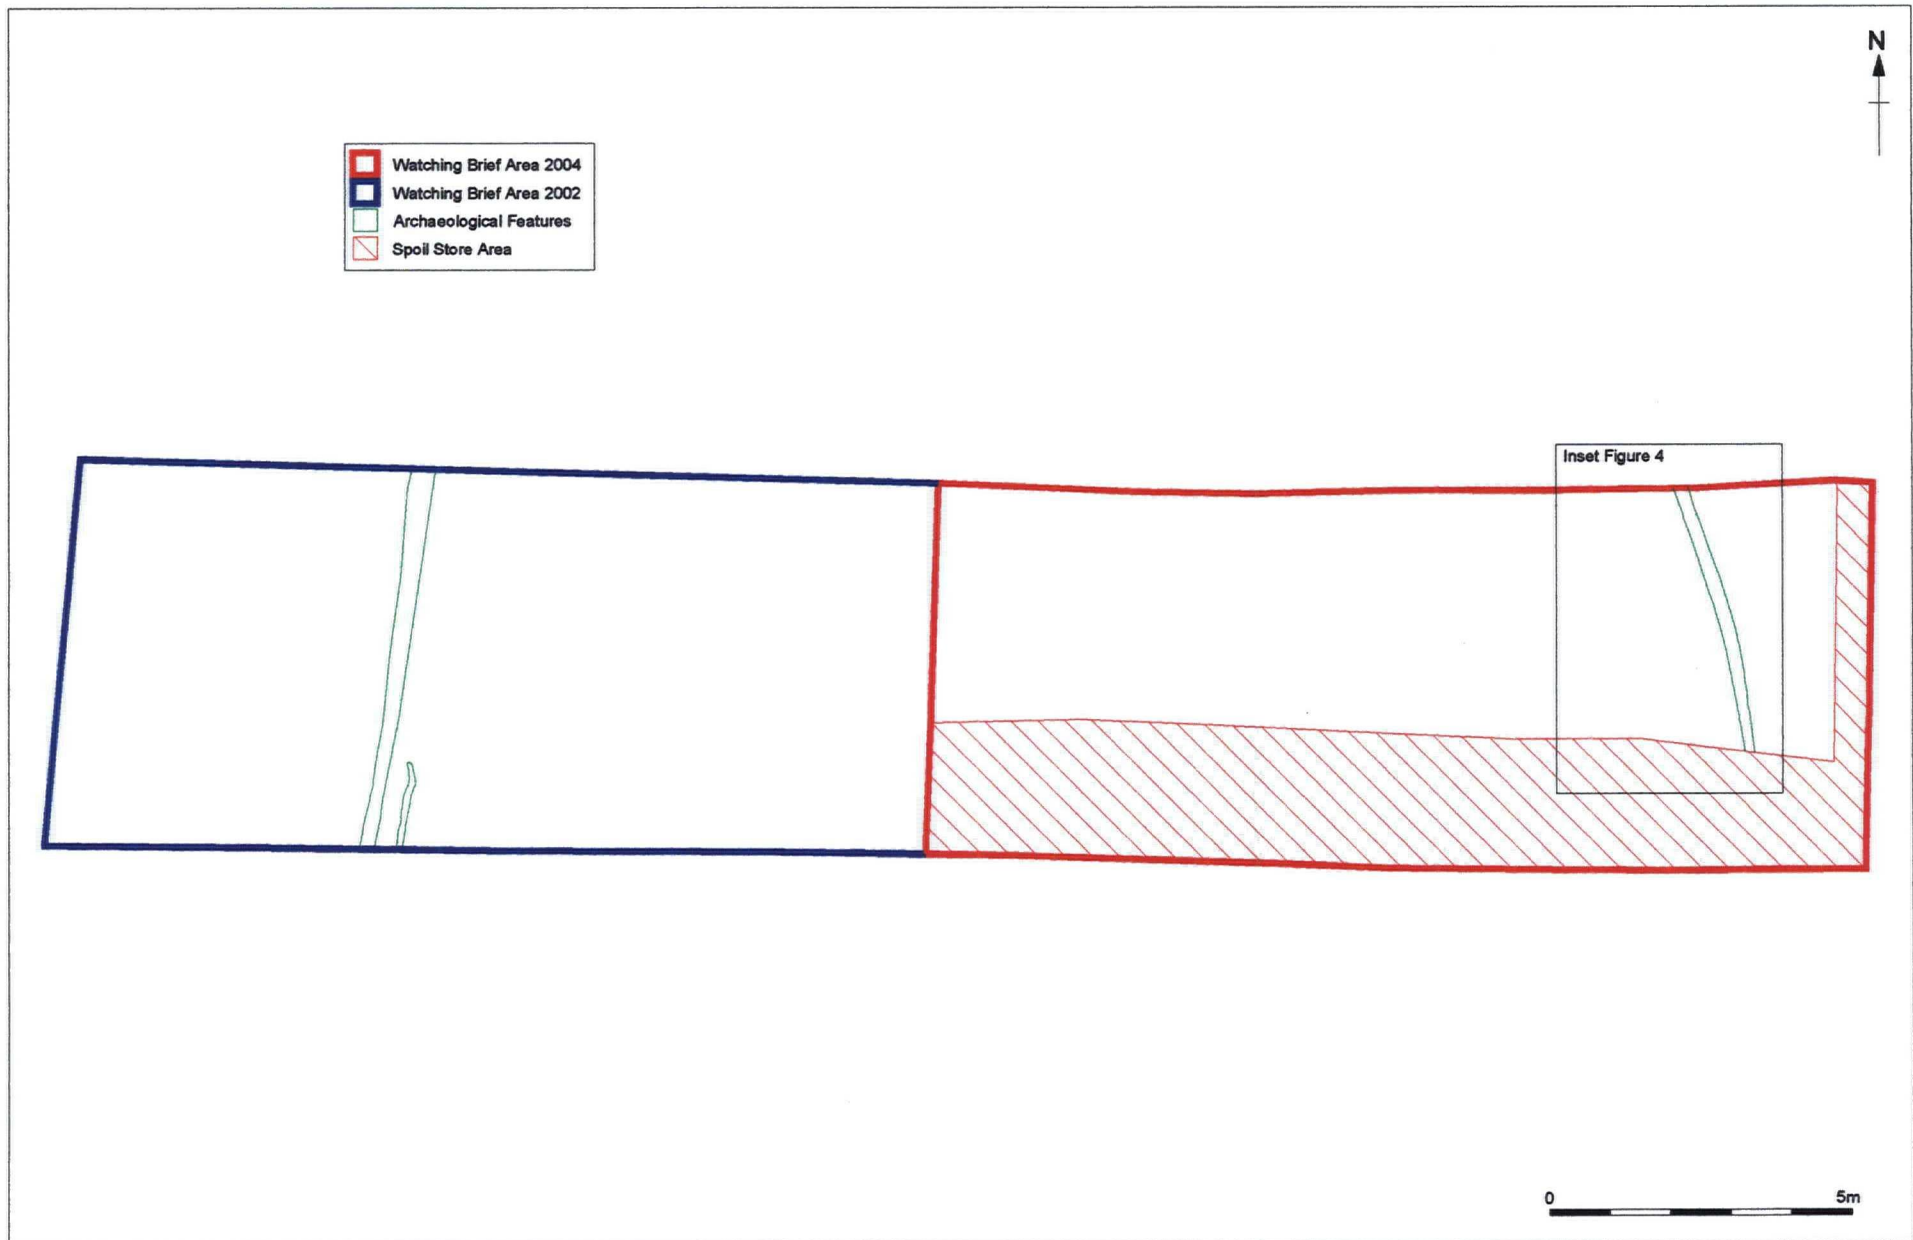 N
Watching Brief Area 2004
Watching Brief Area 2002
Archaeological Features
Spoil Store Area
Inset Figure 4
0 5m